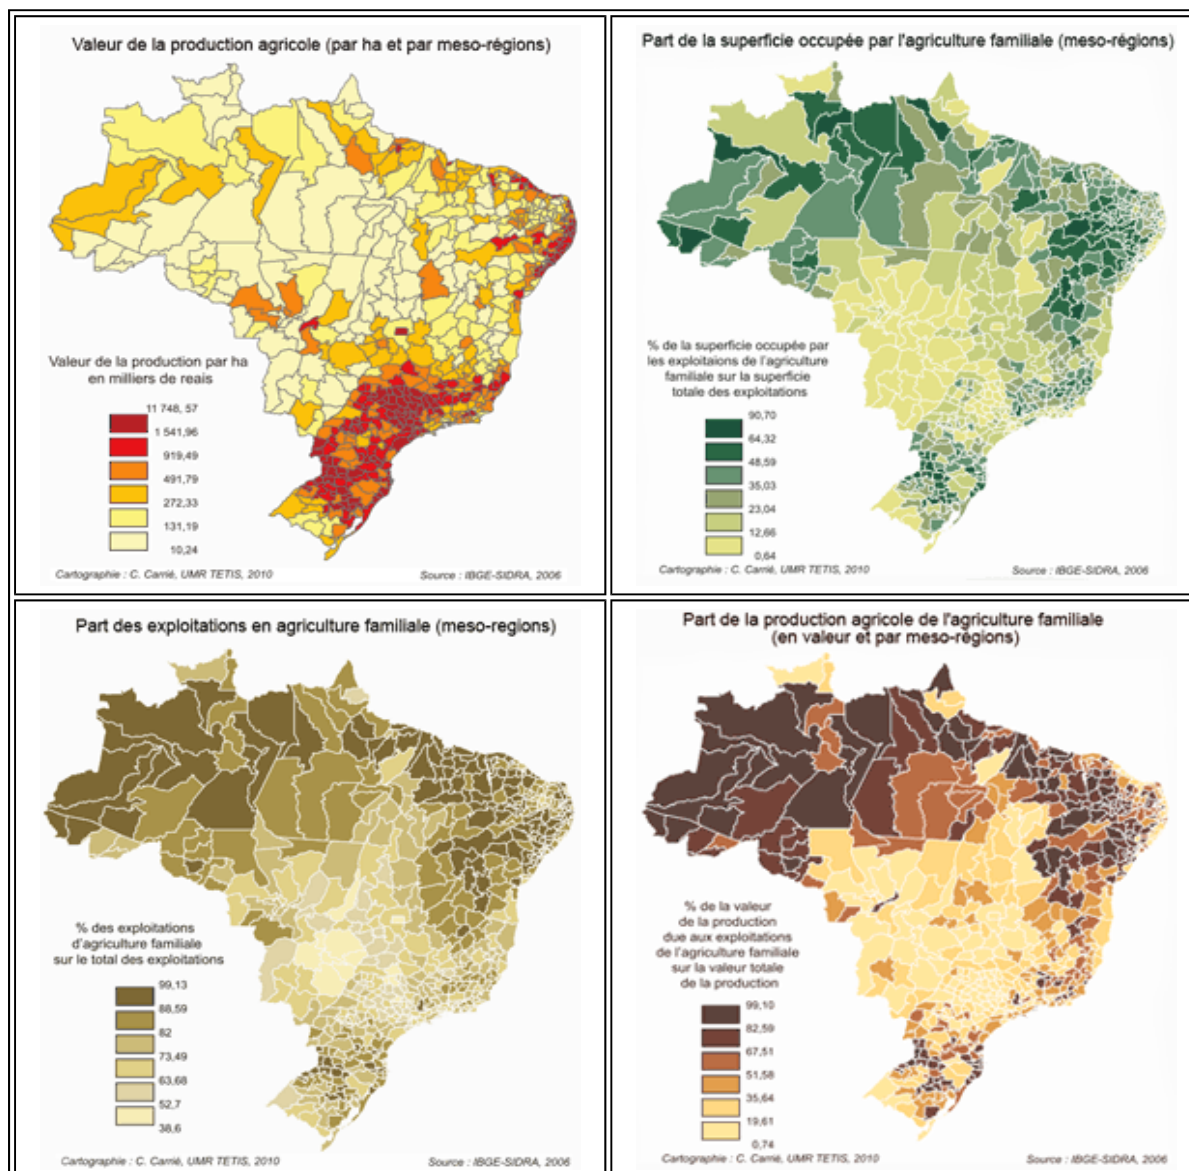 Valeur de la production agricole (par ha et par meso-régions)
Valeur de la production par ha
en milliers de reais
11 748, 57
1 541,96
919,49
491,79
272,33
131,19
10,24
Cartographie : C. Carrié, UMR TETIS, 2010
Source : IBGE-SIDRA, 2006
Part de la superficie occupée par l'agriculture familiale (meso-régions)
% de la superficie occupée par
les exploitaions de l'agriculture
familiale sur la superficie
totale des exploitations
90,70
64,32
48,59
35,03
23,04
12,66
0,64
Cartographie : C. Carrié, UMR TETIS, 2010
Source : IBGE-SIDRA, 2006
Part des exploitations en agriculture familiale (meso-regions)
% des exploitations
d'agriculture familiale
sur le total des exploitations
99,13
88,59
82
73,49
63,68
52,7
38,6
Cartographie : C. Carrié, UMR TETIS, 2010
Source : IBGE-SIDRA, 2006
Part de la production agricole de l'agriculture familiale
(en valeur et par meso-régions)
% de la valeur
de la production
due aux exploitations
de l'agriculture familiale
sur la valeur totale
de la production
99,10
82,59
67,51
51,58
35,64
19,61
0,74
Cartographie : C. Carrié, UMR TETIS, 2010
Source : IBGE-SIDRA, 2006